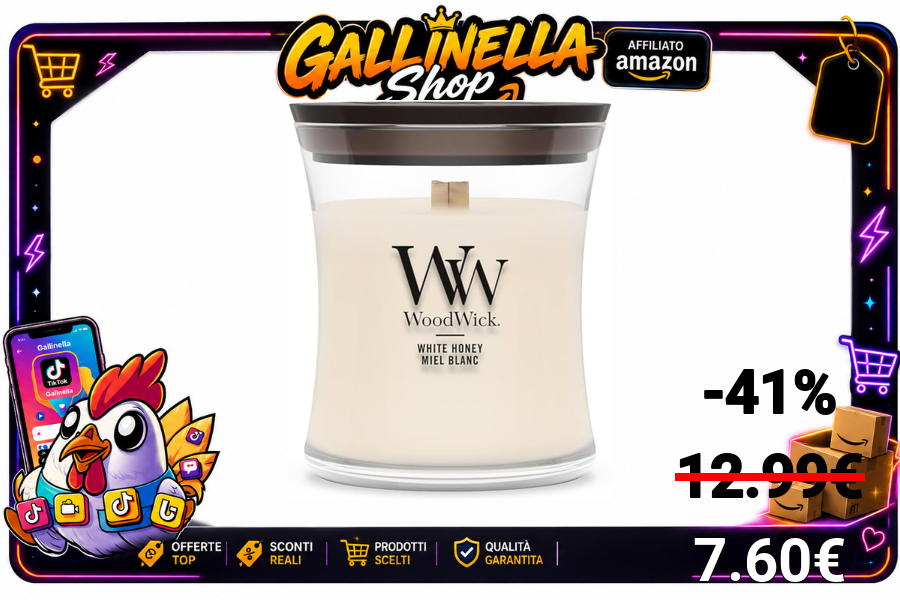 GALLINELLA
Shop
AFFILIATO
amazon
WW
WoodWick.
WHITE HONEY
MIEL BLANC
Gallinella
TikTok
Gallinella
-41%
12.99€
7.60€
OFFERTE
TOP
SCONTI
REALI
PRODOTTI
SCELTI
QUALITÀ
GARANTITA